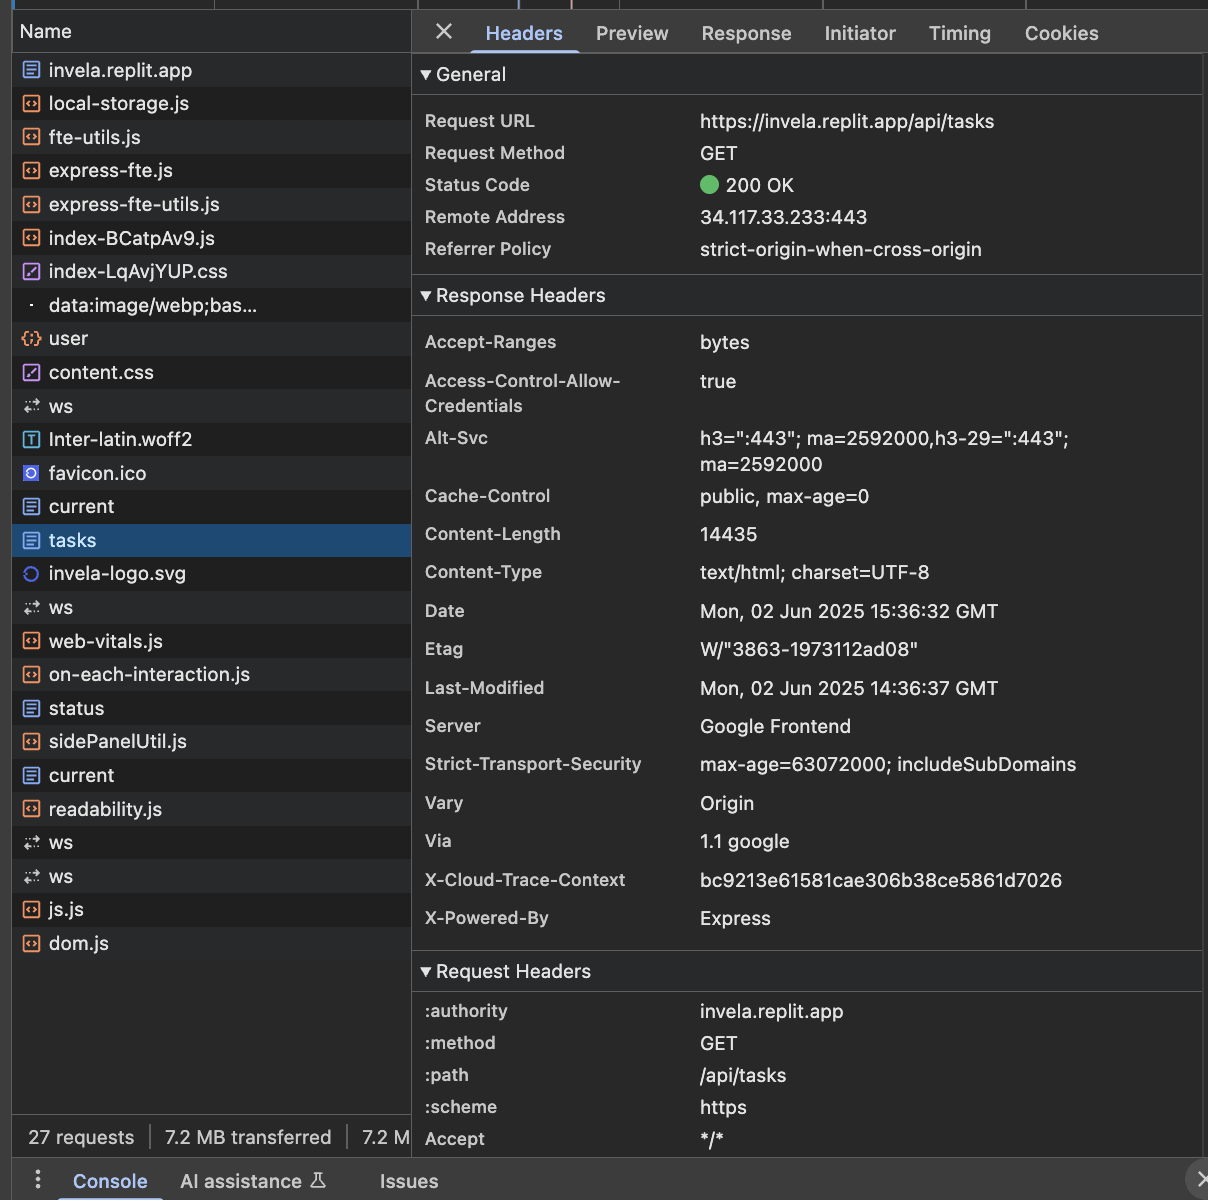 Name
invela.replit.app
local-storage.js
fte-utils.js
express-fte.js
express-fte-utils.js
index-BCatpAv9.js
index-LqAvjYUP.css
data:image/webp;bas...
user
content.css
ws
Inter-latin.woff2
favicon.ico
current
tasks
invela-logo.svg
ws
web-vitals.js
on-each-interaction.js
status
sidePanelUtil.js
current
readability.js
ws
ws
js.js
dom.js
27 requests
7.2 MB transferred
7.2 M
Headers
Preview
Response
Initiator
Timing
Cookies
General
Request URL
https://invela.replit.app/api/tasks
Request Method
GET
Status Code
200 OK
Remote Address
34.117.33.233:443
Referrer Policy
strict-origin-when-cross-origin
Response Headers
Accept-Ranges
bytes
Access-Control-Allow-
Credentials
true
Alt-Svc
h3=":443"; ma=2592000,h3-29=":443";
ma=2592000
Cache-Control
public, max-age=0
Content-Length
14435
Content-Type
text/html; charset=UTF-8
Date
Mon, 02 Jun 2025 15:36:32 GMT
Etag
W/"3863-1973112ad08"
Last-Modified
Mon, 02 Jun 2025 14:36:37 GMT
Server
Google Frontend
Strict-Transport-Security
max-age=63072000; includeSubDomains
Vary
Origin
Via
1.1 google
X-Cloud-Trace-Context
bc9213e61581cae306b38ce5861d7026
X-Powered-By
Express
Request Headers
:authority
invela.replit.app
:method
GET
:path
/api/tasks
:scheme
https
Accept
*/*
Console
AI assistance
Issues